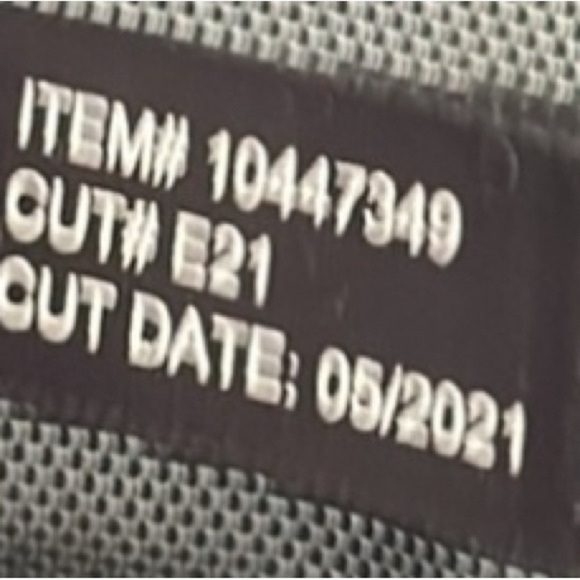 ITEM# 10447349
CUT# E21
CUT DATE: 05/2021